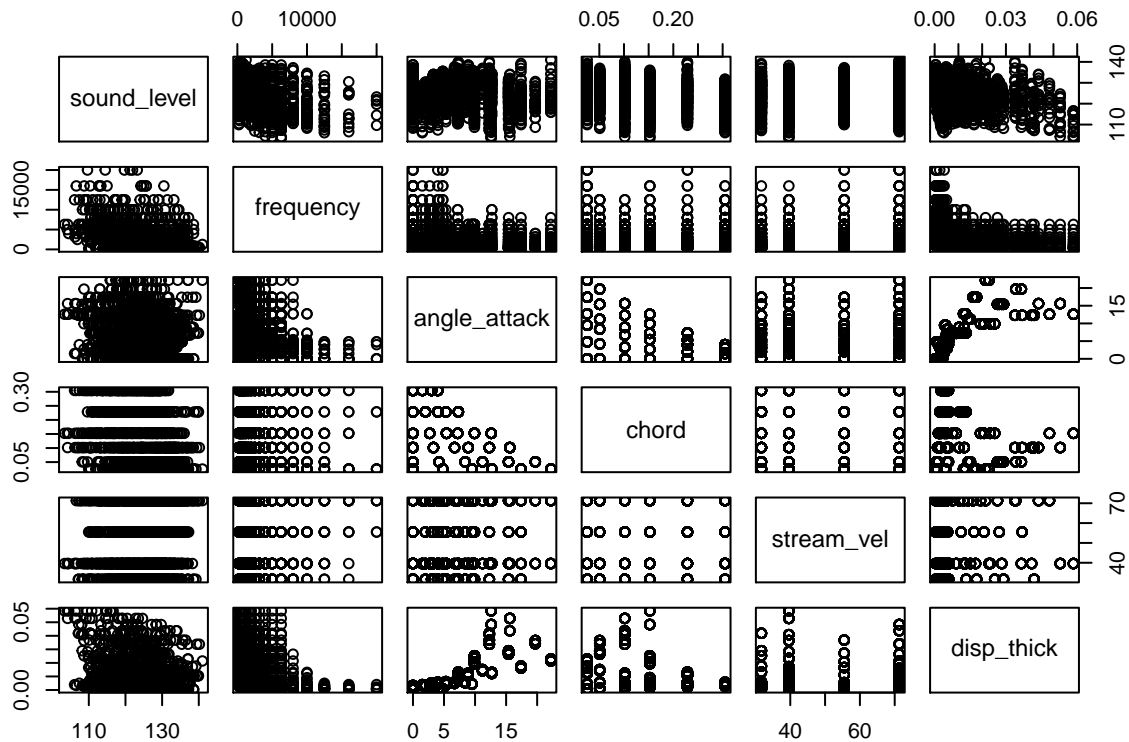 0 10000 0.05 0.20 0.00 0.03 0.06
sound_level 110 140
0 15000 frequency
angle_attack 0 15
0.05 0.30 chord
stream_vel 40 70
0.00 0.05 disp_thick
110 130 0 5 15 40 60